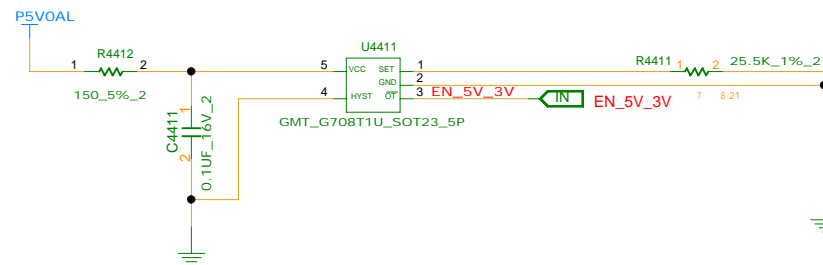 P5V0AL
U4411
R4412
1
2
5
VCC
SET
1
R4411
1
2
25.5K_1%_2
GND
2
150_5%_2
4
HYST
OT
3
EN_5V_3V
IN
EN_5V_3V
7
8 21
GMT_G708T1U_SOT23_5P
C4411
1
2
0.1UF_16V_2